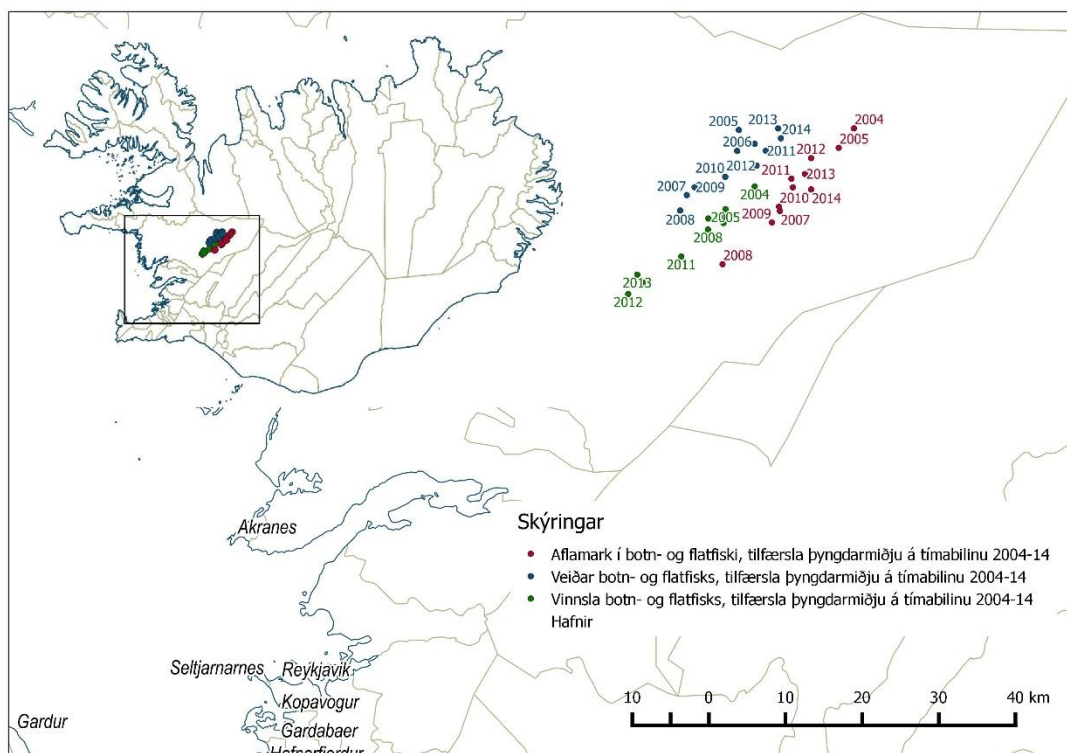 2005
2013
2014
2004
2006
2011
2005
2012
2010
2012
2011
2013
2007
2009
2004
2010
2014
2008
2005
2009
2007
2008
2011
2008
2013
2012
Akranes
Skýringar
Aflamark í botn- og flatfiski, tilfærsla þyngdarmiðju á tímabilinu 2004-14
Veiðar botn- og flatfisks, tilfærsla þyngdarmiðju á tímabilinu 2004-14
Vinnsla botn- og flatfisks, tilfærsla þyngdarmiðju á tímabilinu 2004-14
Hafnir
Seltjarnarnes
Reykjavik
Kopavogur
Gardur
Gardabaer
Hafnarfjordur
10 0 10 20 30 40 km